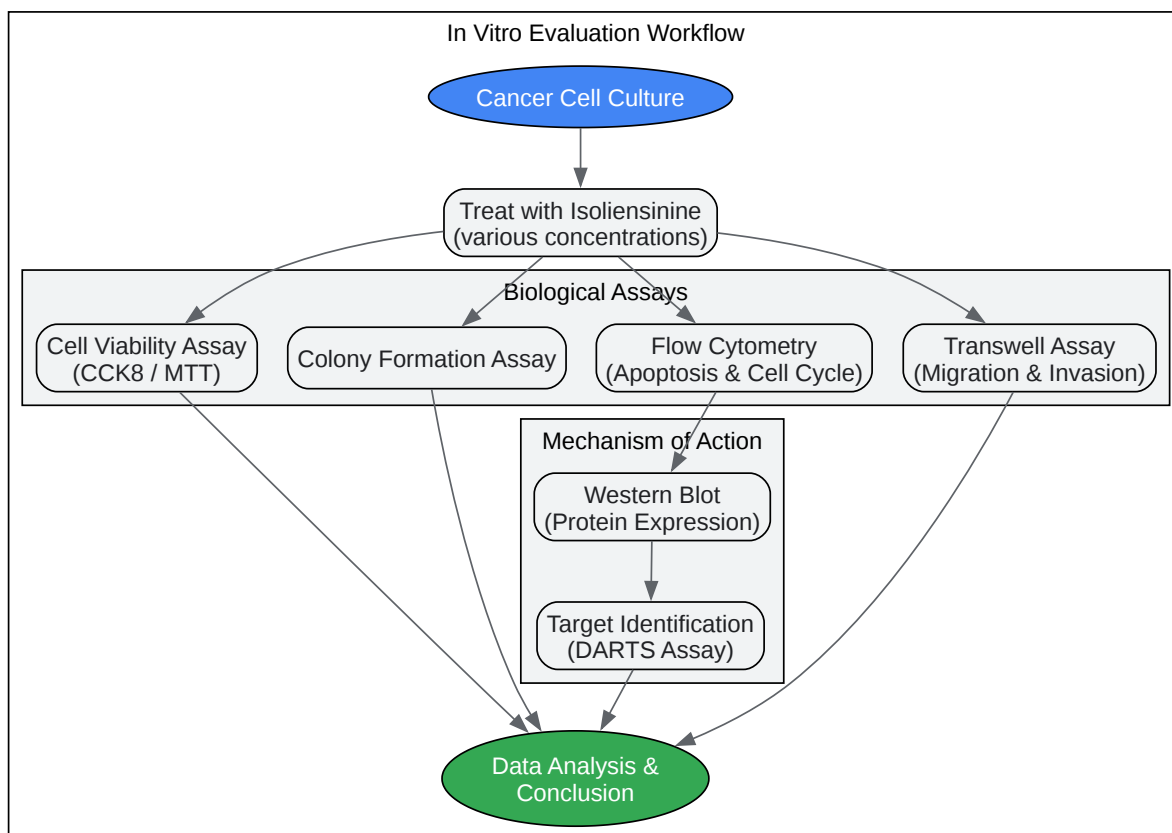 In Vitro Evaluation Workflow
Cancer Cell Culture
Treat with Isoliensinine
(various concentrations)
Biological Assays
Cell Viability Assay
(CCK8 / MTT)
Colony Formation Assay
Flow Cytometry
(Apoptosis & Cell Cycle)
Transwell Assay
(Migration & Invasion)
Mechanism of Action
Western Blot
(Protein Expression)
Target Identification
(DARTS Assay)
Data Analysis &
Conclusion